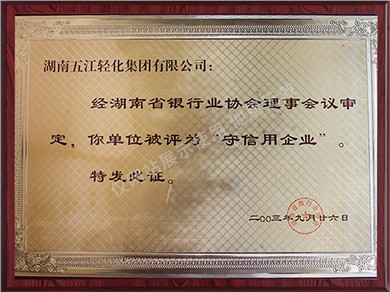 湖南五江轻化集团有限公司：
经湖南省银行业协会理事会议审
定，你单位被评为“守信用企业”。
特发此证。
二00三年九月廿六日